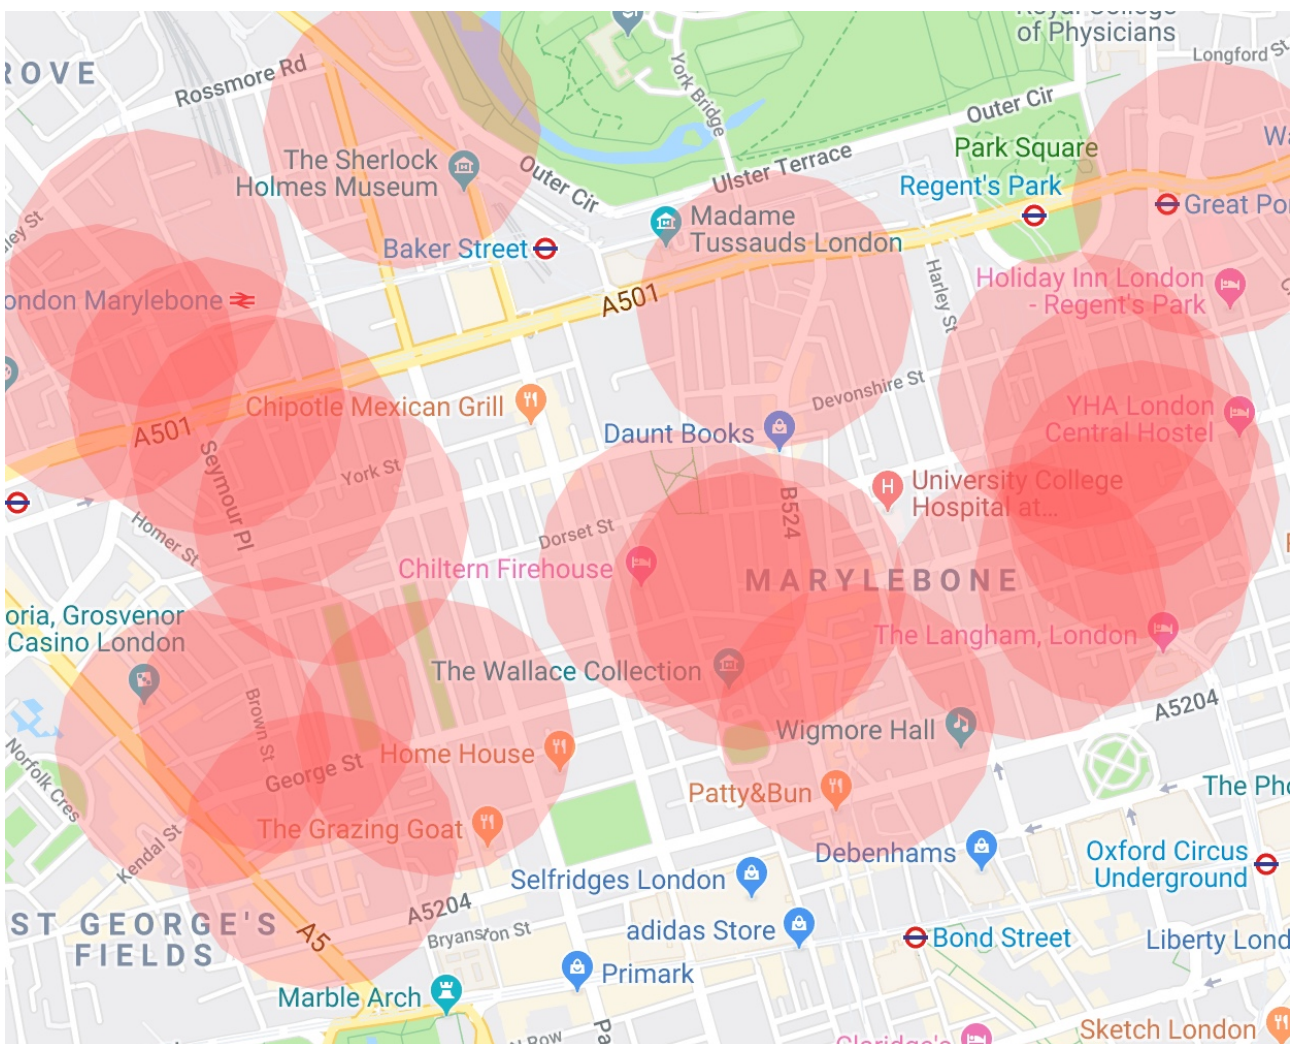 of Physicians
Longford St
ROVE
Rossmore Rd
York Bridge
Outer Cir
Park Square
The Sherlock
Holmes Museum
Outer Cir
Ulster Terrace
Regent's Park
Great Por
Madame
Tussauds London
Baker Street
Harley St
Holiday Inn London
- Regent's Park
ondon Marylebone
A501
Chipotle Mexican Grill
Devonshire St
YHA London
Central Hostel
A501
Daunt Books
Seymour Pl
York St
B524
University College
Hospital at...
Homer St
Dorset St
Chiltern Firehouse
MARYLEBONE
oria, Grosvenor
Casino London
The Langham, London
The Wallace Collection
Brown St
A5204
Wigmore Hall
Norfolk Cres
George St
Home House
Patty&Bun
The Pho
Kendal St
The Grazing Goat
Debenhams
Oxford Circus
Underground
Selfridges London
A5204
ST GEORGE'S
FIELDS
A5
Bryanston St
adidas Store
Bond Street
Liberty Lond
Primark
Marble Arch
Sketch London
N Row
Pa
Claridge's